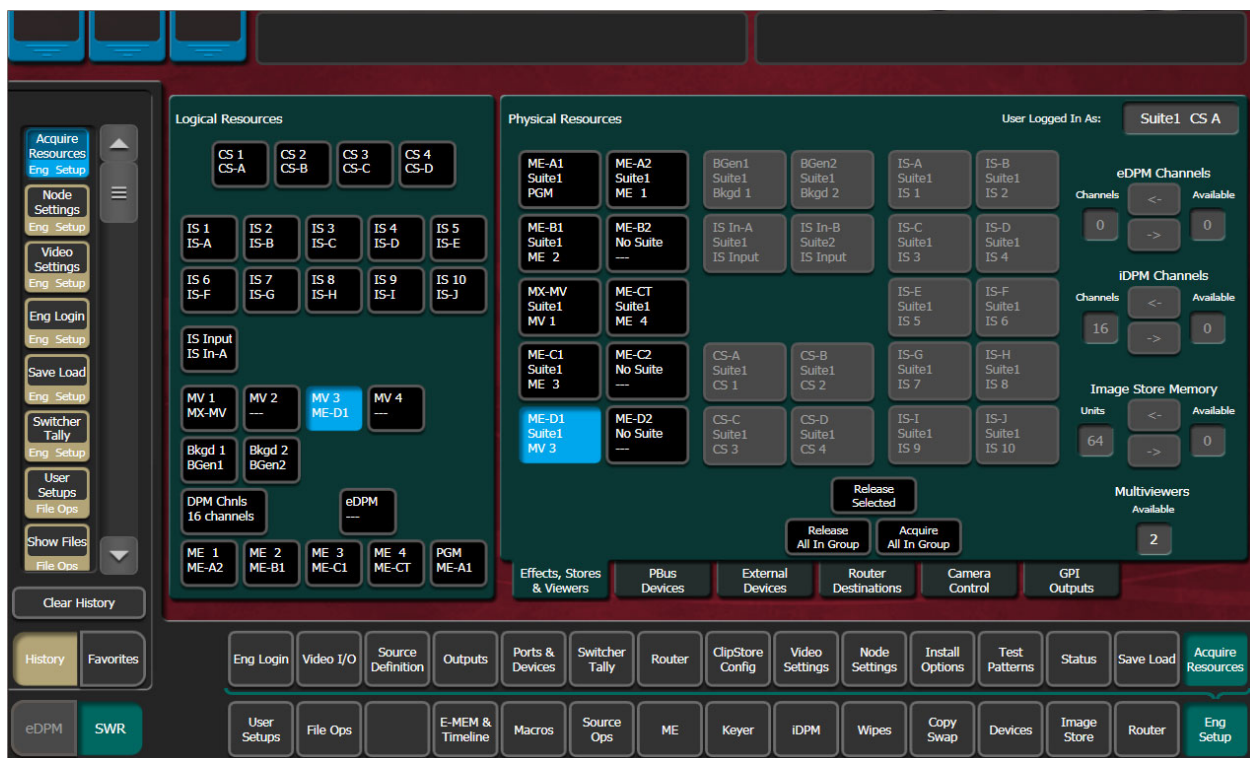 Acquire
Resources
Eng Setup
Node
Settings
Eng Setup
Video
Settings
Eng Setup
Eng Login
Eng Setup
Save Load
Eng Setup
Switcher
Tally
Eng Setup
User
Setups
File Ops
Show Files
File Ops
Clear History
History
Favorites
eDPM
SWR
Logical Resources
CS 1
CS-A
CS 2
CS-B
CS 3
CS-C
CS 4
CS-D
IS 1
IS-A
IS 2
IS-B
IS 3
IS-C
IS 4
IS-D
IS 5
IS-E
IS 6
IS-F
IS 7
IS-G
IS 8
IS-H
IS 9
IS-I
IS 10
IS-J
IS Input
IS In-A
MV 1
MX-MV
MV 2
---
MV 3
ME-D1
MV 4
---
Bkgd 1
BGen1
Bkgd 2
BGen2
DPM Chnls
16 channels
eDPM
---
ME 1
ME-A2
ME 2
ME-B1
ME 3
ME-C1
ME 4
ME-CT
PGM
ME-A1
Physical Resources
User Logged In As:
Suite1 CS A
ME-A1
Suite1
PGM
ME-A2
Suite1
ME 1
BGen1
Suite1
Bkgd 1
BGen2
Suite1
Bkgd 2
IS-A
Suite1
IS 1
IS-B
Suite1
IS 2
ME-B1
Suite1
ME 2
ME-B2
No Suite
---
IS In-A
Suite1
IS Input
IS In-B
Suite2
IS Input
IS-C
Suite1
IS 3
IS-D
Suite1
IS 4
MX-MV
Suite1
MV 1
ME-CT
Suite1
ME 4
IS-E
Suite1
IS 5
IS-F
Suite1
IS 6
ME-C1
Suite1
ME 3
ME-C2
No Suite
---
CS-A
Suite1
CS 1
CS-B
Suite1
CS 2
IS-G
Suite1
IS 7
IS-H
Suite1
IS 8
ME-D1
Suite1
MV 3
ME-D2
No Suite
---
CS-C
Suite1
CS 3
CS-D
Suite1
CS 4
IS-I
Suite1
IS 9
IS-J
Suite1
IS 10
eDPM Channels
Channels
<-
Available
0
->
0
iDPM Channels
Channels
<-
Available
16
->
0
Image Store Memory
Units
<-
Available
64
->
0
Multiviewers
Available
2
Release
Selected
Release
All In Group
Acquire
All In Group
Effects, Stores
& Viewers
PBus
Devices
External
Devices
Router
Destinations
Camera
Control
GPI
Outputs
Eng Login
Video I/O
Source
Definition
Outputs
Ports &
Devices
Switcher
Tally
Router
ClipStore
Config
Video
Settings
Node
Settings
Install
Options
Test
Patterns
Status
Save Load
Acquire
Resources
User
Setups
File Ops
E-MEM &
Timeline
Macros
Source
Ops
ME
Keyer
iDPM
Wipes
Copy
Swap
Devices
Image
Store
Router
Eng
Setup